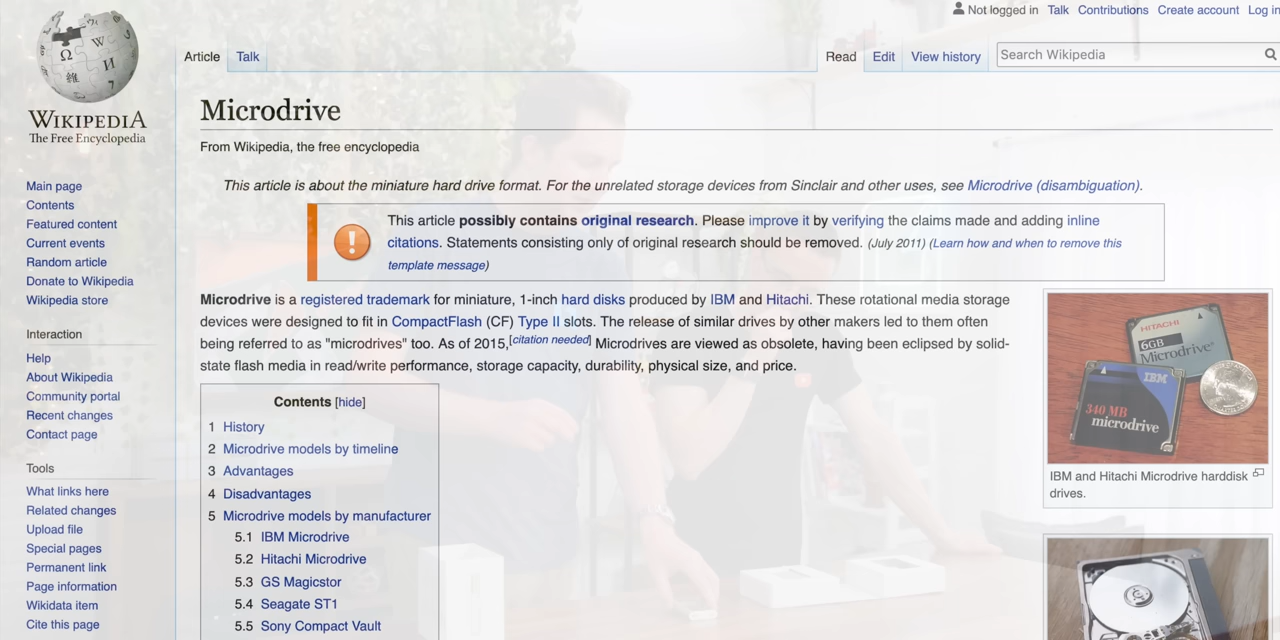 Not logged in Talk Contributions Create account Log in
Article Talk Read Edit View history Search Wikipedia
WIKIPEDIA
The Free Encyclopedia
Main page
Contents
Featured content
Current events
Random article
Donate to Wikipedia
Wikipedia store
Interaction
Help
About Wikipedia
Community portal
Recent changes
Contact page
Tools
What links here
Related changes
Upload file
Special pages
Permanent link
Page information
Wikidata item
Cite this page
Microdrive
From Wikipedia, the free encyclopedia
This article is about the miniature hard drive format. For the unrelated storage devices from Sinclair and other uses, see Microdrive (disambiguation).
This article possibly contains original research. Please improve it by verifying the claims made and adding inline
citations. Statements consisting only of original research should be removed. (July 2011) (Learn how and when to remove this
template message)
Microdrive is a registered trademark for miniature, 1-inch hard disks produced by IBM and Hitachi. These rotational media storage
devices were designed to fit in CompactFlash (CF) Type II slots. The release of similar drives by other makers led to them often
being referred to as "microdrives" too. As of 2015,[citation needed] Microdrives are viewed as obsolete, having been eclipsed by solid-
state flash media in read/write performance, storage capacity, durability, physical size, and price.
Contents [hide]
1 History
2 Microdrive models by timeline
3 Advantages
4 Disadvantages
5 Microdrive models by manufacturer
5.1 IBM Microdrive
5.2 Hitachi Microdrive
5.3 GS Magicstor
5.4 Seagate ST1
5.5 Sony Compact Vault
HITACHI
6GB
Microdrive
IBM
340 MB
microdrive
IBM and Hitachi Microdrive harddisk
drives.